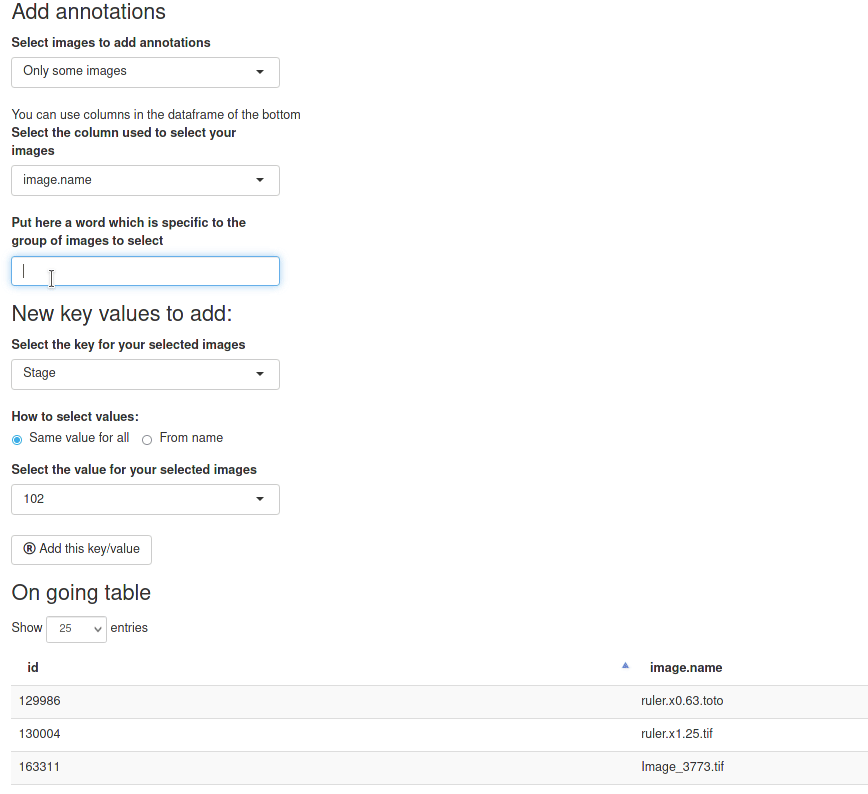 Add annotations
Select images to add annotations
Only some images
You can use columns in the dataframe of the bottom
Select the column used to select your
images
image.name
Put here a word which is specific to the
group of images to select
New key values to add:
Select the key for your selected images
Stage
How to select values:
Same value for all From name
Select the value for your selected images
102
® Add this key/value
On going table
Show 25 entries
id image.name
129986 ruler.x0.63.toto
130004 ruler.x1.25.tif
163311 Image_3773.tif